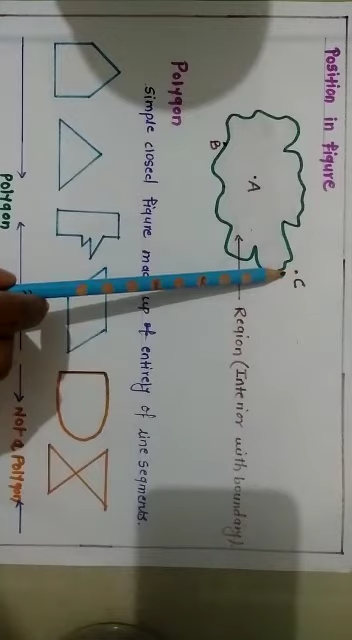 Position in figure
.A
B
.C
Region (Interior with boundary)
Polygon
Simple closed figure made up of entirely of line segments.
Polygon
Not a Polygon